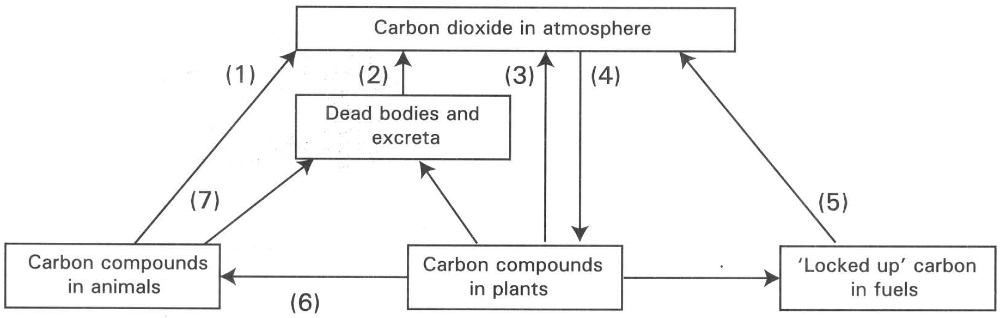 Carbon dioxide in atmosphere
(1)
(2)
(3)
(4)
Dead bodies and
excreta
(7)
(5)
Carbon compounds
in animals
Carbon compounds
in plants
'Locked up' carbon
in fuels
(6)